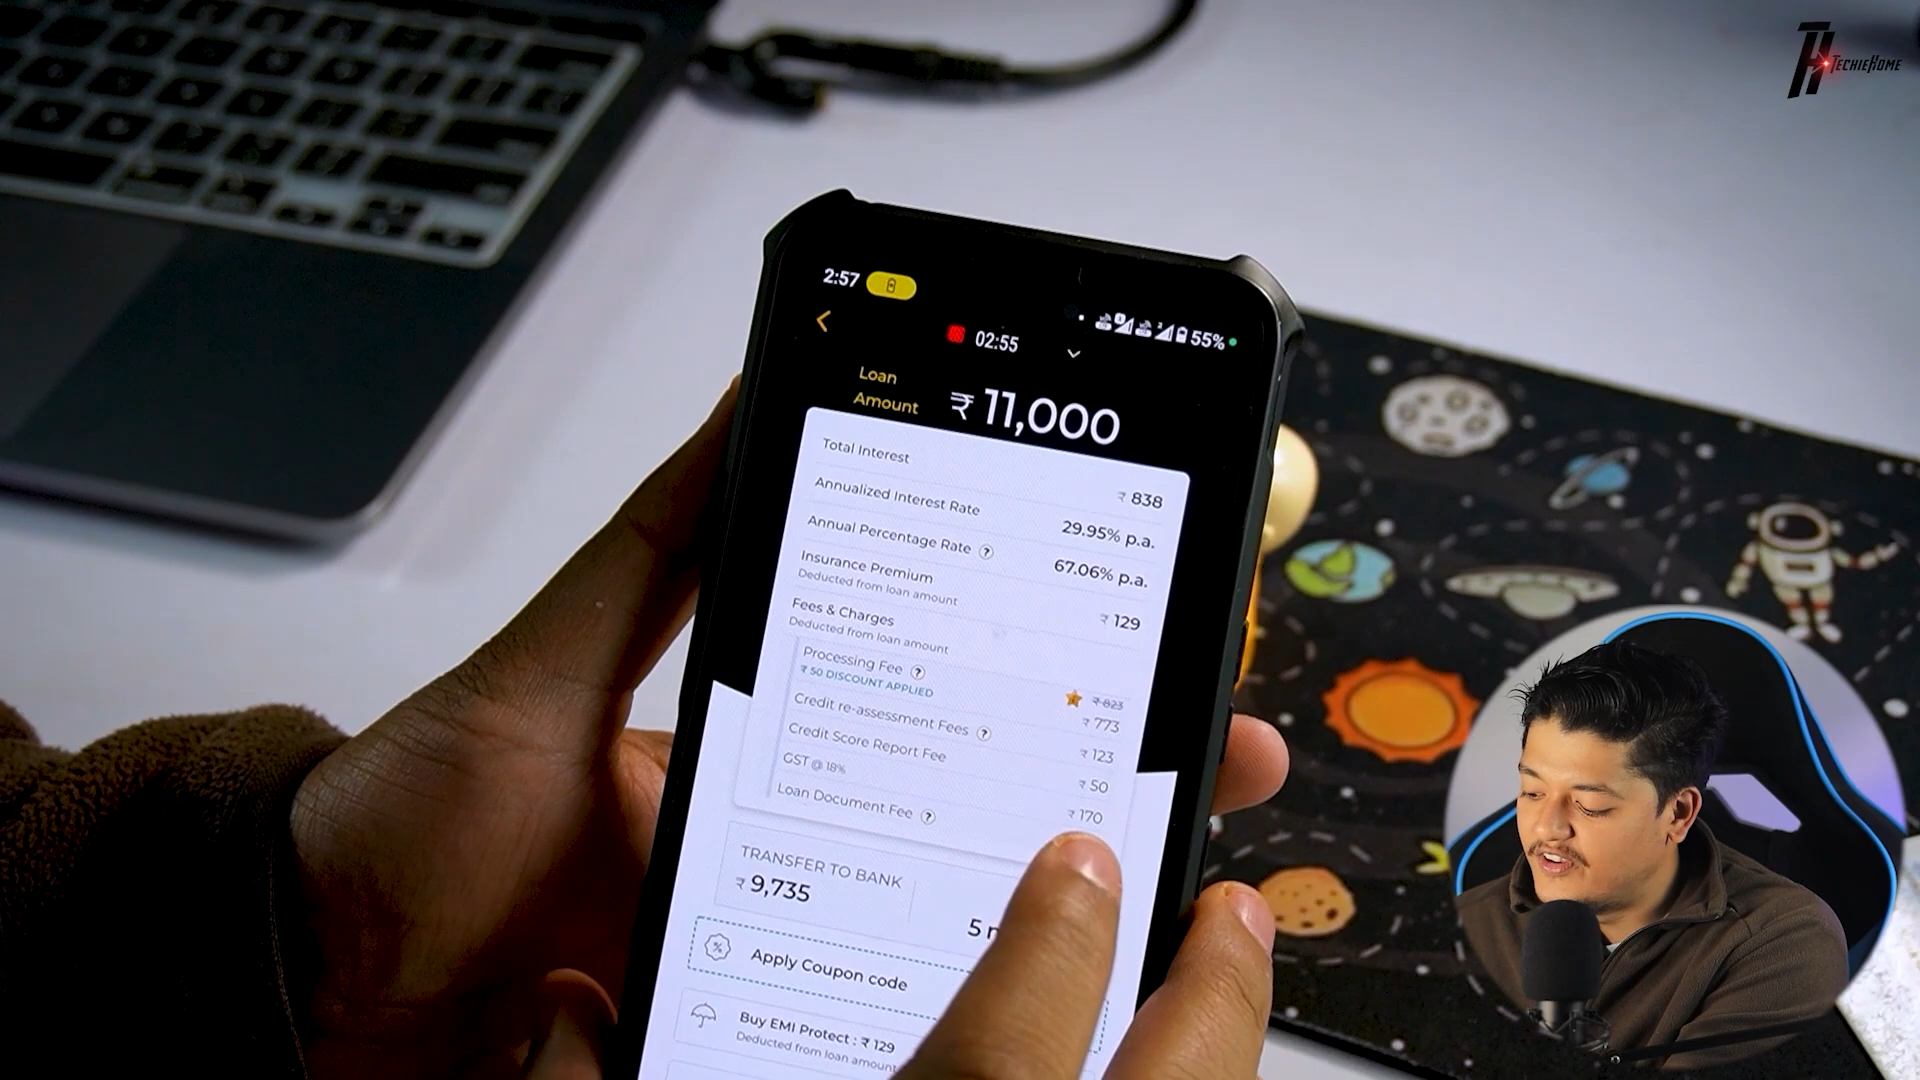 TECHIEHOME
2:57
55%
02:55
Loan
Amount
₹ 11,000
Total Interest
₹ 838
Annualized Interest Rate
29.95% p.a.
Annual Percentage Rate ?
67.06% p.a.
Insurance Premium
Deducted from loan amount
₹ 129
Fees & Charges
Deducted from loan amount
Processing Fee ?
₹ 823
₹ 50 DISCOUNT APPLIED
₹ 773
Credit re-assessment Fees ?
₹ 123
Credit Score Report Fee
₹ 50
GST @ 18%
₹ 170
Loan Document Fee ?
TRANSFER TO BANK
₹ 9,735
5
Apply Coupon code
Buy EMI Protect : ₹ 129
Deducted from loan amount